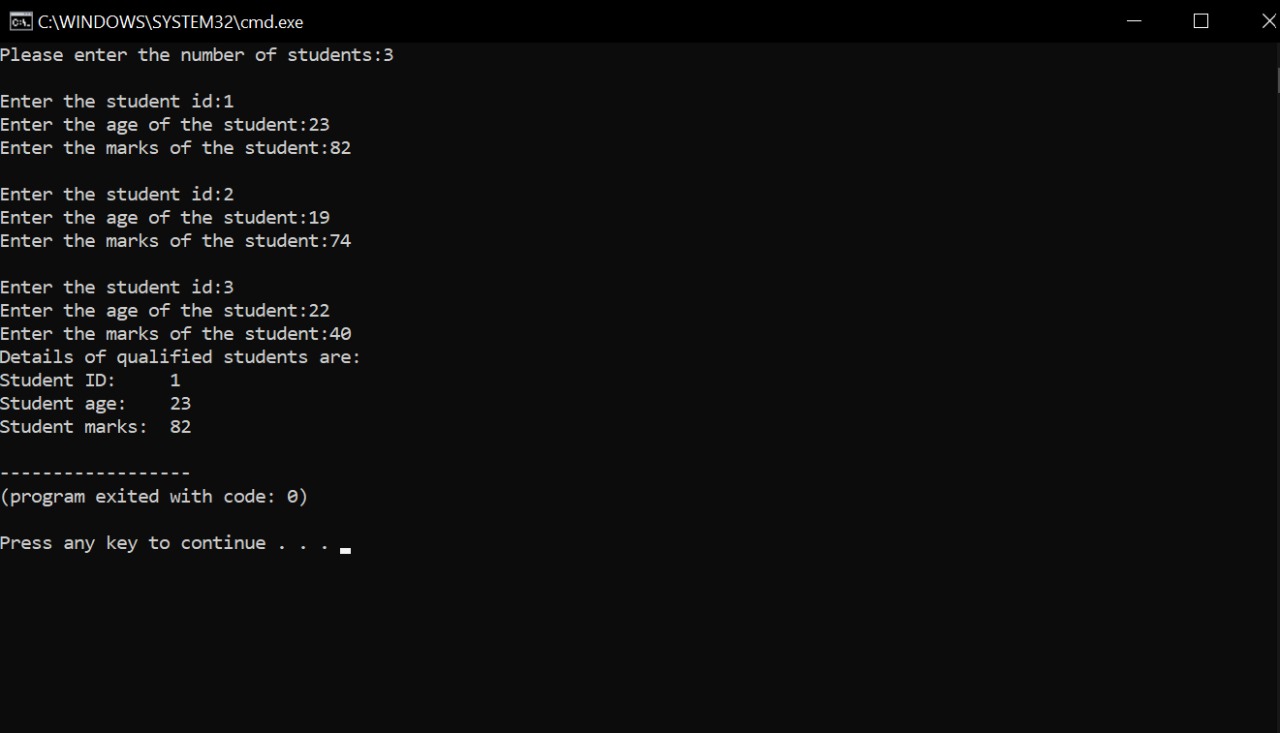 C:\WINDOWS\SYSTEM32\cmd.exe
Please enter the number of students:3
Enter the student id:1
Enter the age of the student:23
Enter the marks of the student:82
Enter the student id:2
Enter the age of the student:19
Enter the marks of the student:74
Enter the student id:3
Enter the age of the student:22
Enter the marks of the student:40
Details of qualified students are:
Student ID:     1
Student age:    23
Student marks:  82
------------------
(program exited with code: 0)
Press any key to continue . . .